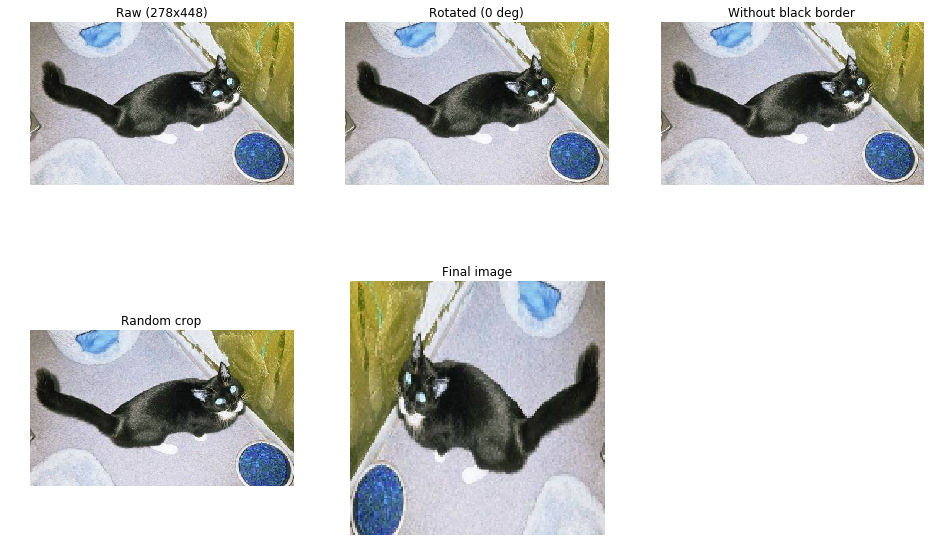 Raw (278x448)
Rotated (0 deg)
Without black border
Random crop
Final image